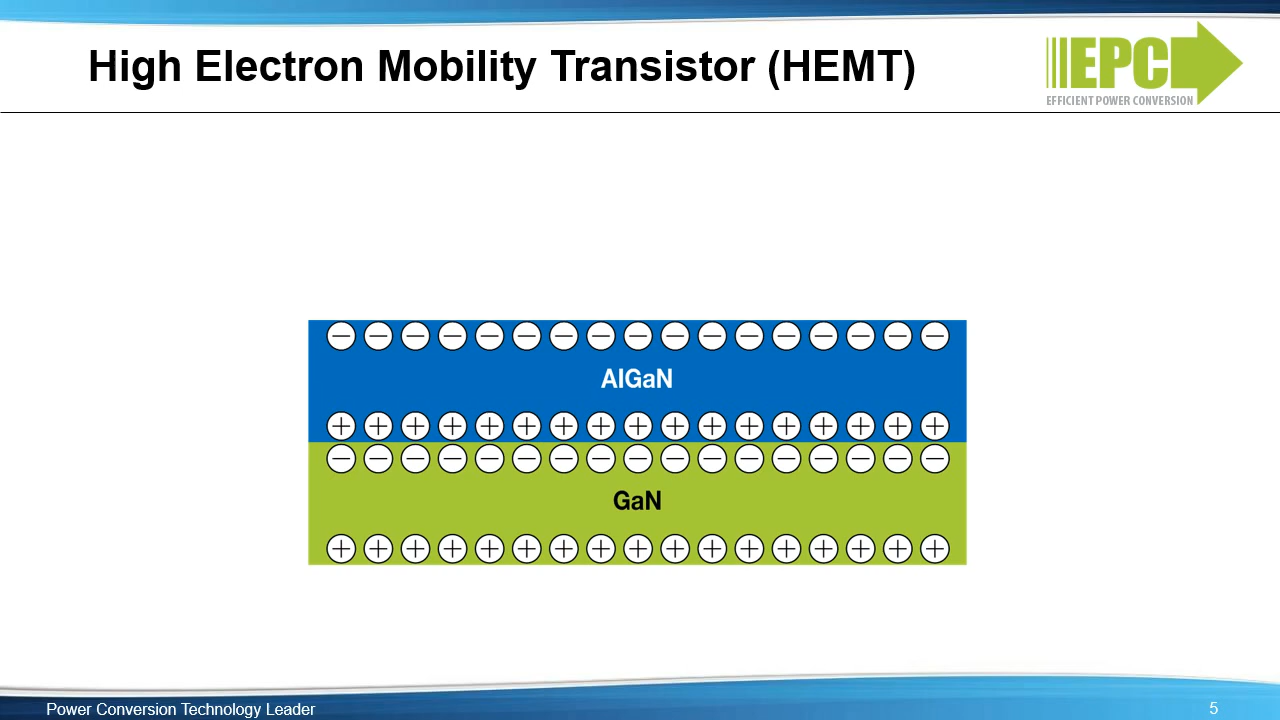 High Electron Mobility Transistor (HEMT)
EPC
EFFICIENT POWER CONVERSION
− − − − − − − − − − − − − − − − −
AlGaN
+ + + + + + + + + + + + + + + + +
− − − − − − − − − − − − − − − − −
GaN
+ + + + + + + + + + + + + + + + +
Power Conversion Technology Leader
5